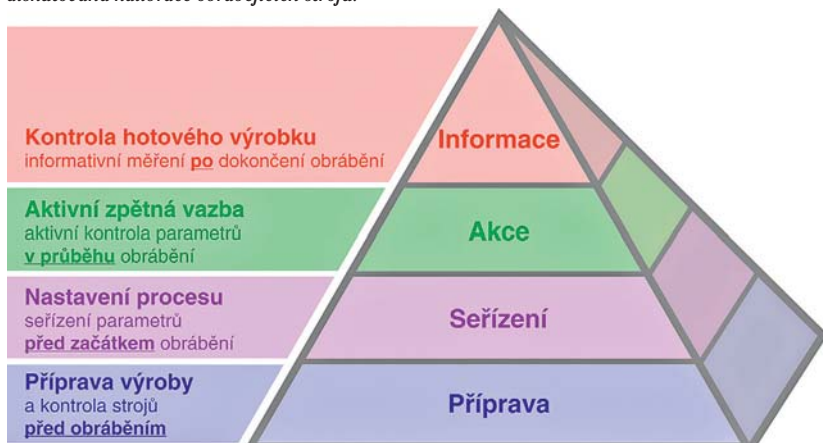 Kontrola hotového výrobku
informativní měření po dokončení obrábění
Informace
Aktivní zpětná vazba
aktivní kontrola parametrů
v průběhu obrábění
Akce
Nastavení procesu
seřízení parametrů
před začátkem obrábění
Seřízení
Příprava výroby
a kontrola strojů
před obráběním
Příprava